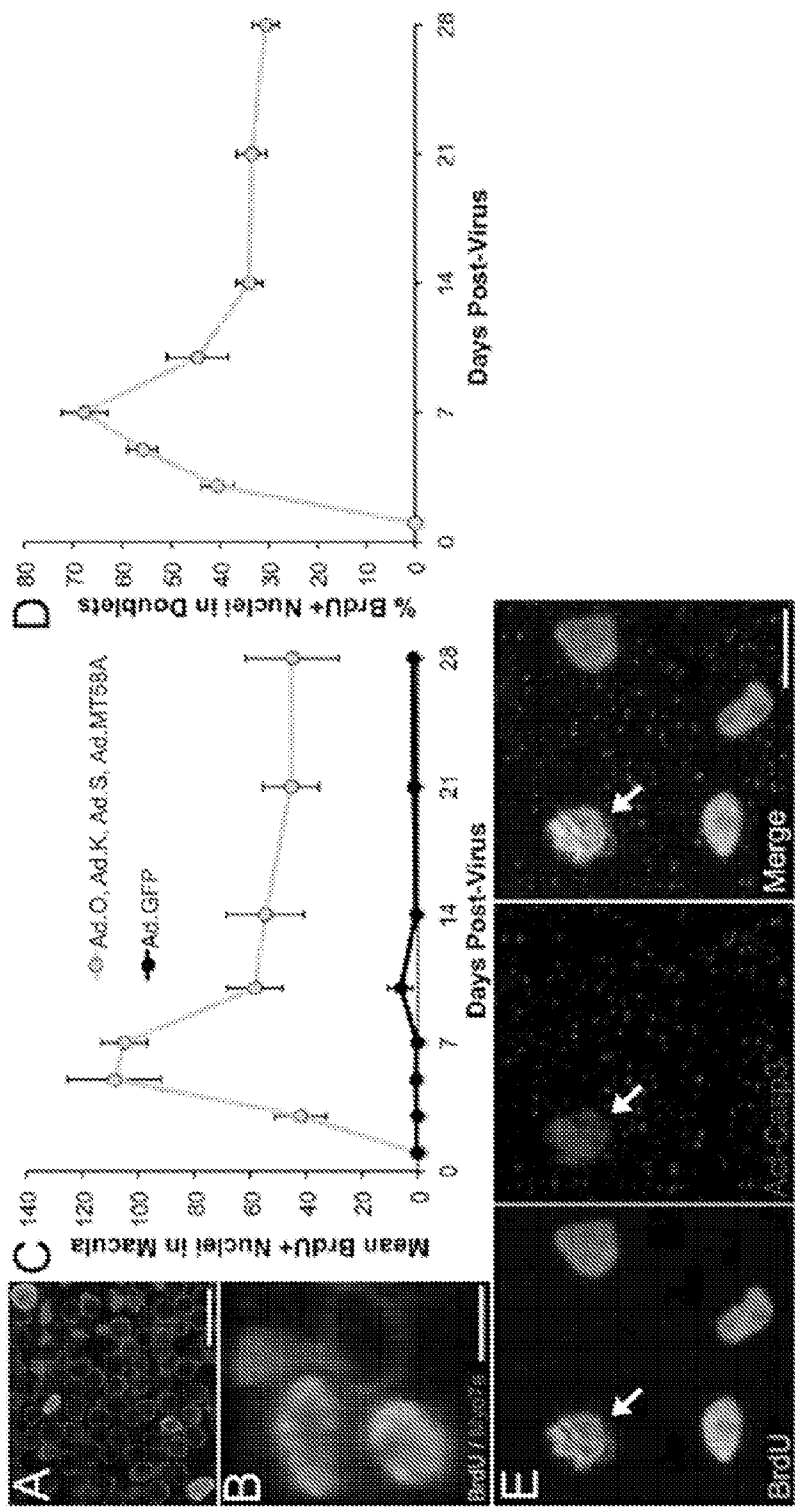 A
B
C
Mean BrdU+ Nuclei in Macula
140
120
100
80
60
40
20
0
Ad.O, Ad.K, Ad.S, Ad.MT58A
Ad.GFP
0 7 14 21 28
Days Post-Virus
D
% BrdU+ Nuclei in Doublets
80
70
60
50
40
30
20
10
0
0 7 14 21 28
Days Post-Virus
BrdU /
E
BrdU
Act-Casp3
Merge